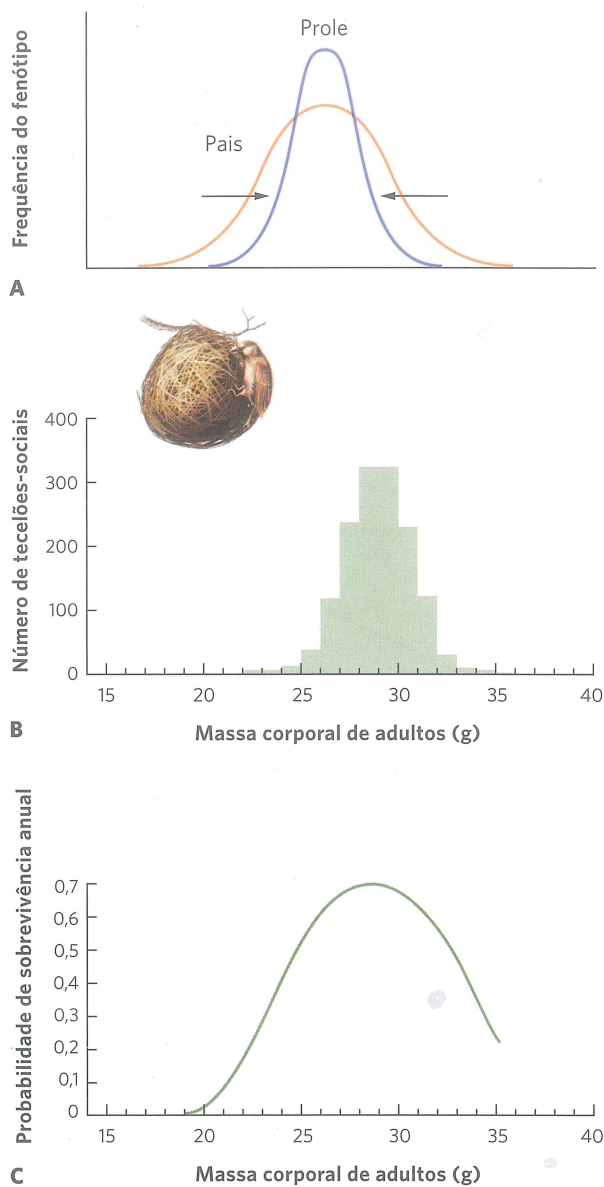 Frequência do fenótipo
Prole
Pais
A
Número de tecelões-sociais
400
300
200
100
0
15 20 25 30 35 40
B
Massa corporal de adultos (g)
Probabilidade de sobrevivência anual
0,7
0,6
0,5
0,4
0,3
0,2
0,1
0
15 20 25 30 35 40
C
Massa corporal de adultos (g)